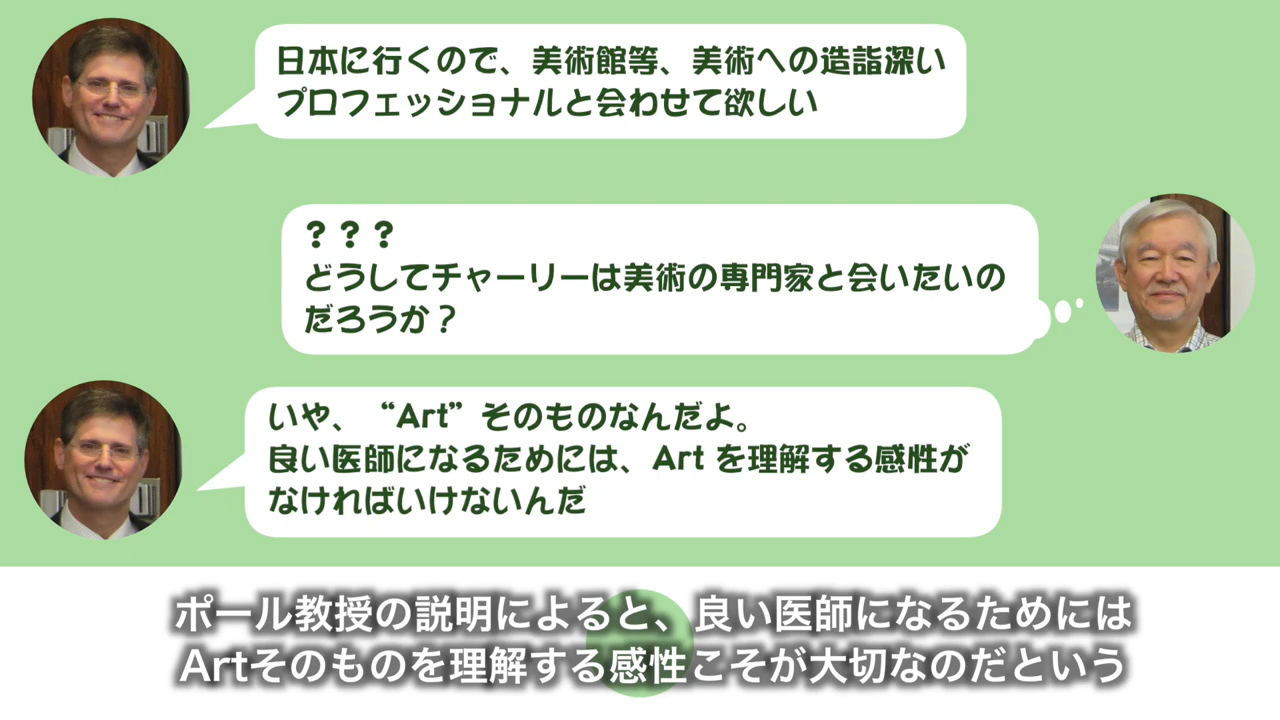 日本に行くので、美術館等、美術への造詣深い
プロフェッショナルと会わせて欲しい
？？？
どうしてチャーリーは美術の専門家と会いたいの
だろうか？
いや、“Art”そのものなんだよ。
良い医師になるためには、Art を理解する感性が
なければいけないんだ
ポール教授の説明によると、良い医師になるためには
Artそのものを理解する感性こそが大切なのだという